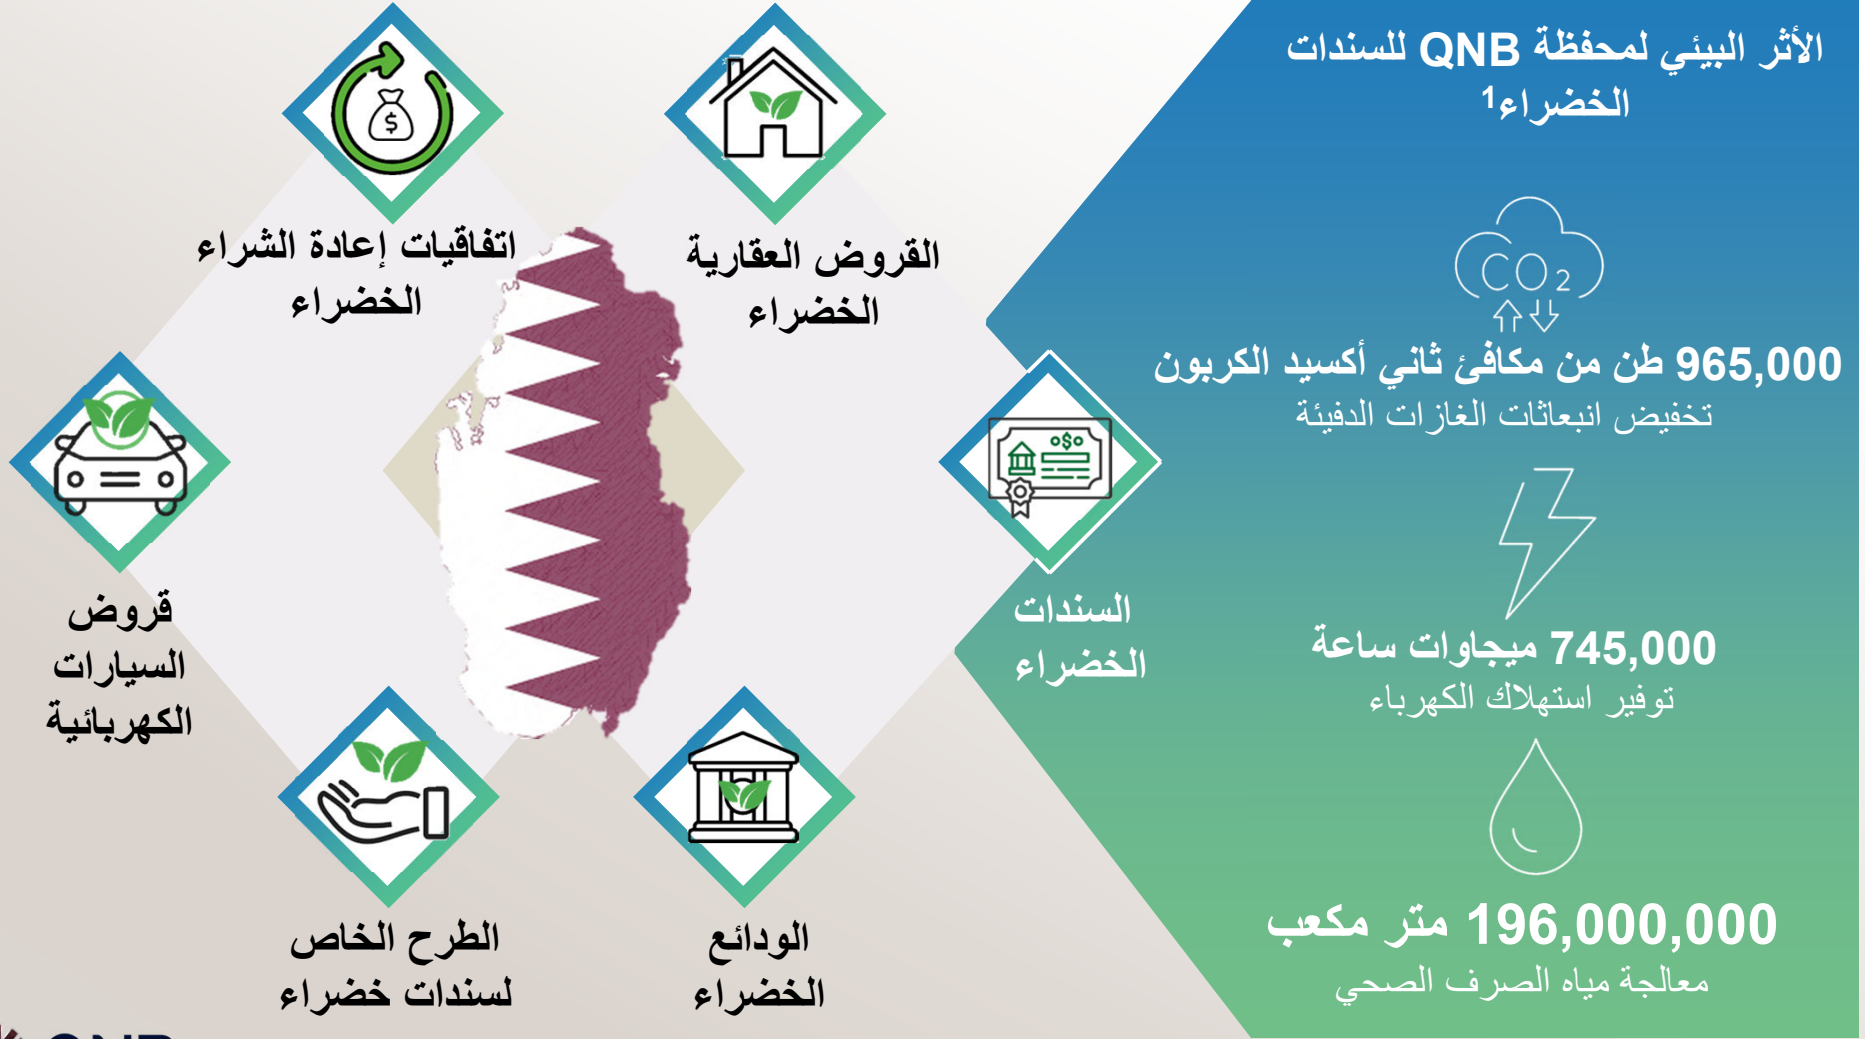 الأثر البيئي لمحفظة QNB للسندات
الخضراء¹
CO₂
965,000 طن من مكافئ ثاني أكسيد الكربون
تخفيض انبعاثات الغازات الدفيئة
745,000 ميجاوات ساعة
توفير استهلاك الكهرباء
196,000,000 متر مكعب
معالجة مياه الصرف الصحي
القروض العقارية
الخضراء
اتفاقيات إعادة الشراء
الخضراء
السندات
الخضراء
قروض
السيارات
الكهربائية
الودائع
الخضراء
الطرح الخاص
لسندات خضراء
QNB